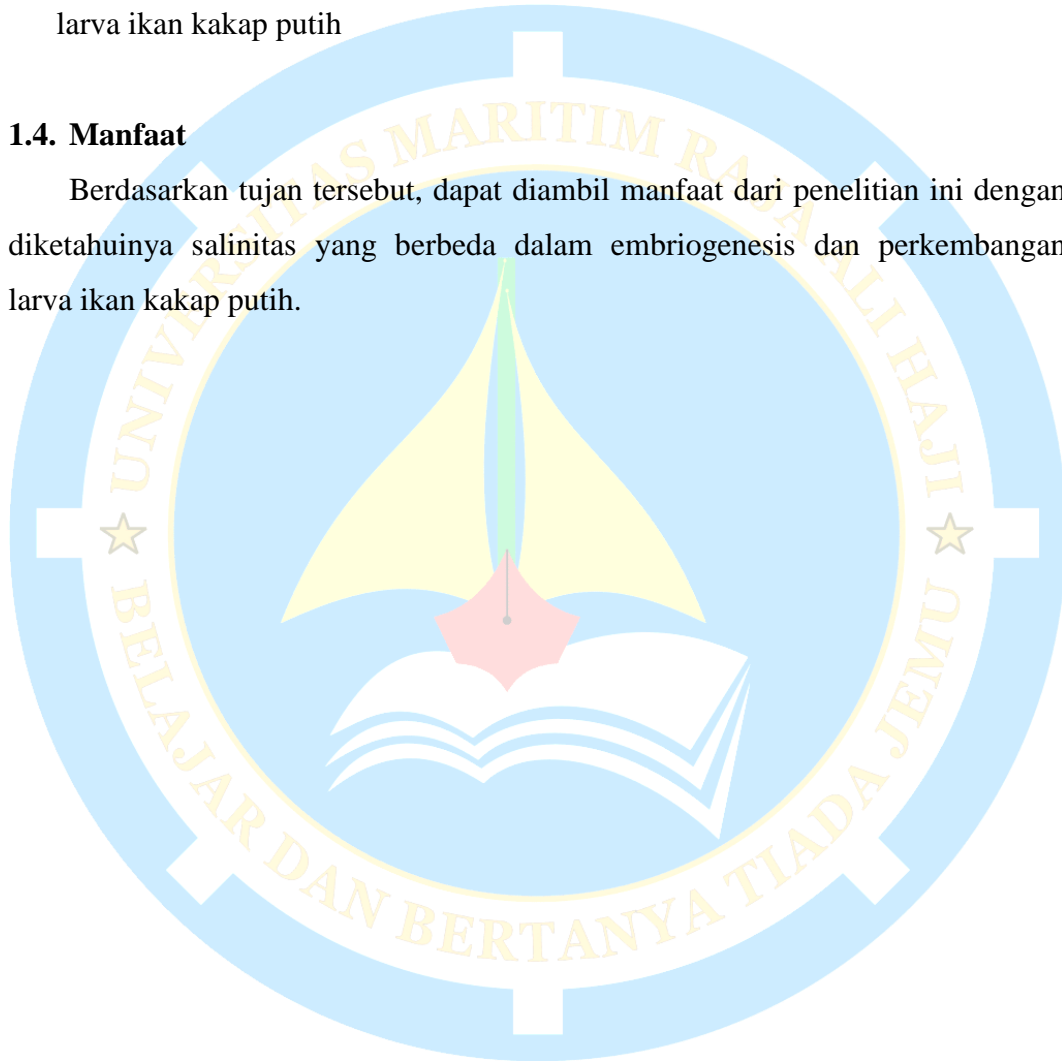 larva ikan kakap putih
1.4. Manfaat
Berdasarkan tujan tersebut, dapat diambil manfaat dari penelitian ini dengan
diketahuinya salinitas yang berbeda dalam embriogenesis dan perkembangan
larva ikan kakap putih.
UNIVERSITAS MARITIM RAJA ALI HAJI
BELAJAR DAN BERTANYA TIADA JEMU